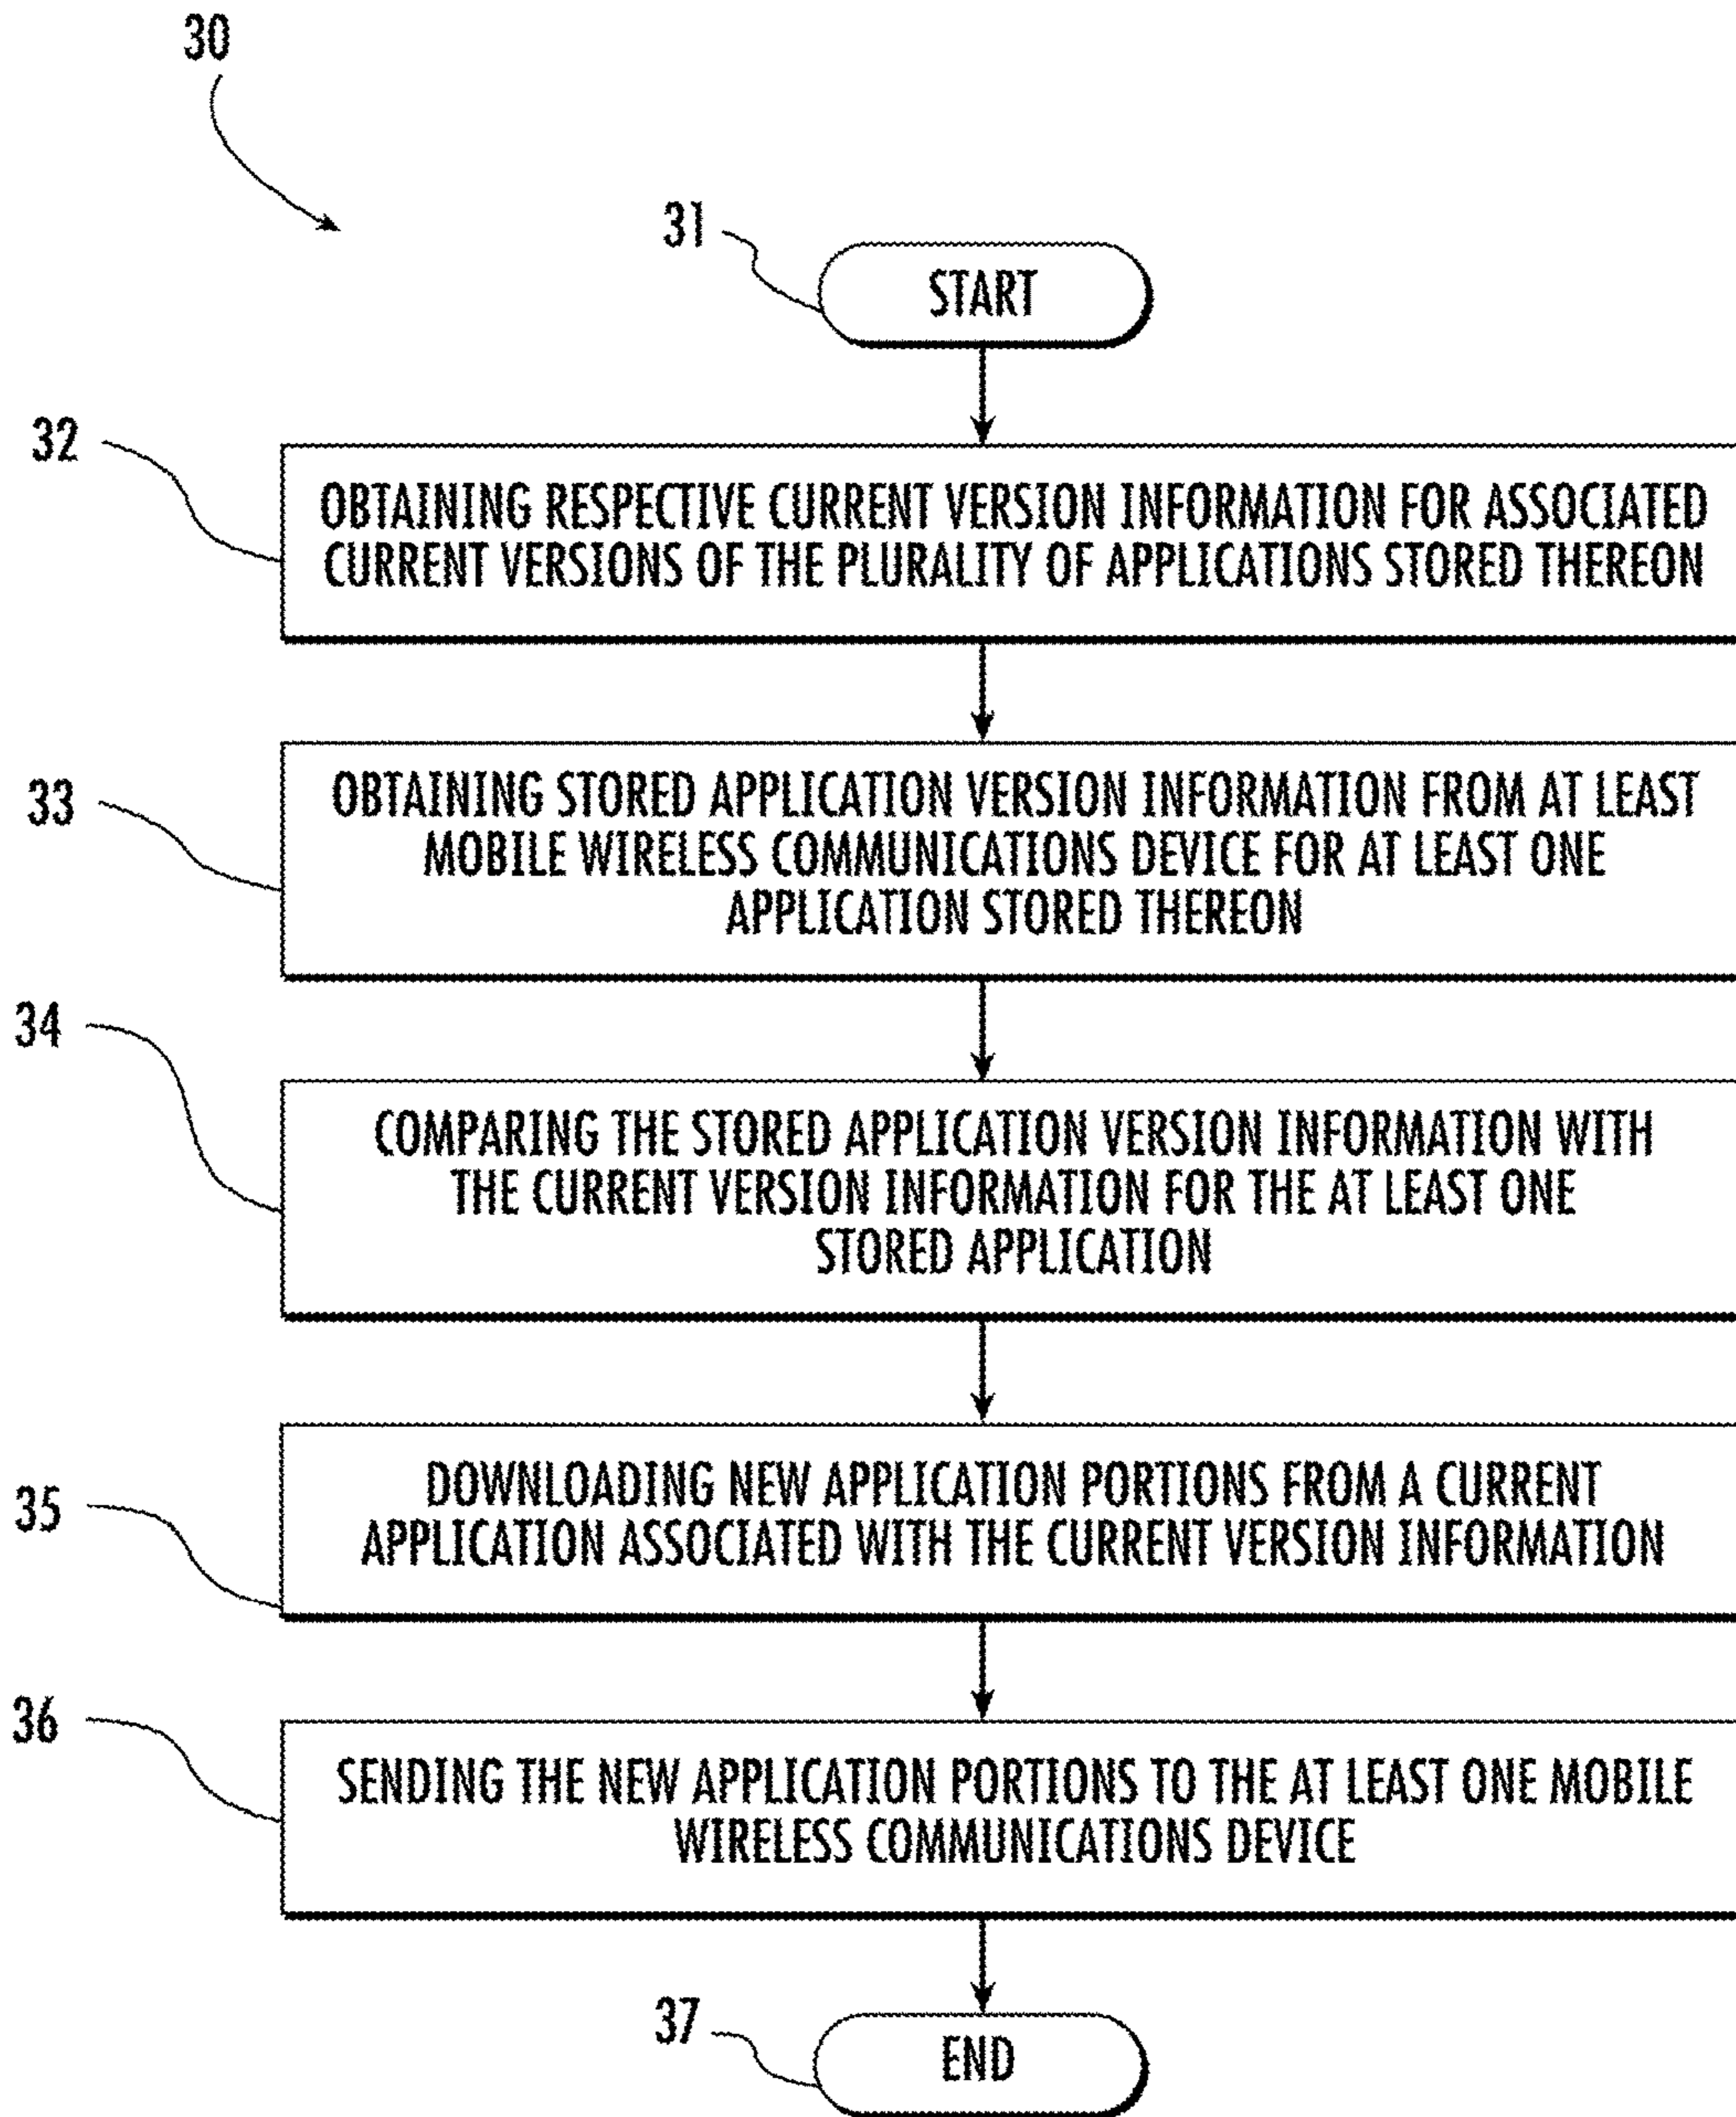 30
31
START
32
OBTAINING RESPECTIVE CURRENT VERSION INFORMATION FOR ASSOCIATED
CURRENT VERSIONS OF THE PLURALITY OF APPLICATIONS STORED THEREON
33
OBTAINING STORED APPLICATION VERSION INFORMATION FROM AT LEAST
MOBILE WIRELESS COMMUNICATIONS DEVICE FOR AT LEAST ONE
APPLICATION STORED THEREON
34
COMPARING THE STORED APPLICATION VERSION INFORMATION WITH
THE CURRENT VERSION INFORMATION FOR THE AT LEAST ONE
STORED APPLICATION
35
DOWNLOADING NEW APPLICATION PORTIONS FROM A CURRENT
APPLICATION ASSOCIATED WITH THE CURRENT VERSION INFORMATION
36
SENDING THE NEW APPLICATION PORTIONS TO THE AT LEAST ONE MOBILE
WIRELESS COMMUNICATIONS DEVICE
37
END